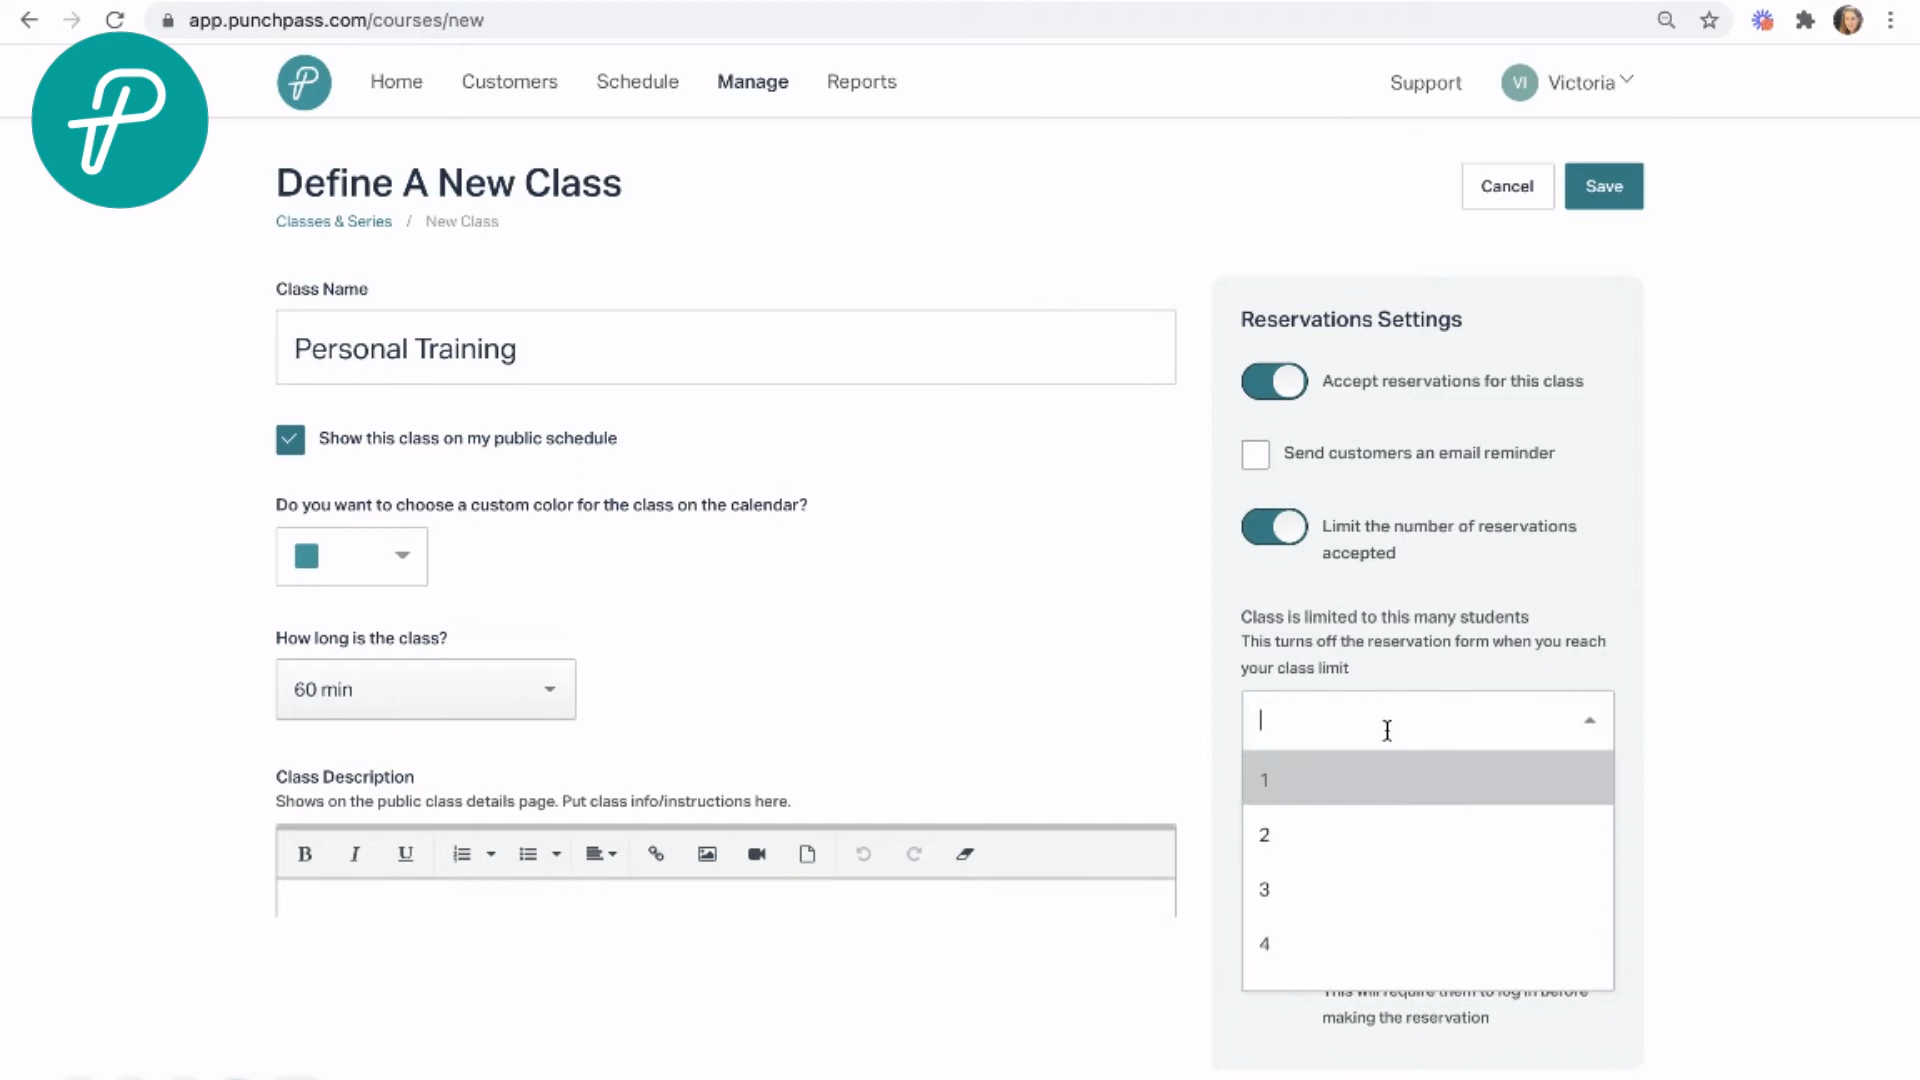 app.punchpass.com/courses/new
Home Customers Schedule Manage Reports Support VI Victoria
Define A New Class
Cancel Save
Classes & Series / New Class
Class Name
Personal Training
Show this class on my public schedule
Do you want to choose a custom color for the class on the calendar?
How long is the class?
60 min
Class Description
Shows on the public class details page. Put class info/instructions here.
B I U
Reservations Settings
Accept reservations for this class
Send customers an email reminder
Limit the number of reservations
accepted
Class is limited to this many students
This turns off the reservation form when you reach
your class limit
1
2
3
4
This will require them to log in before
making the reservation